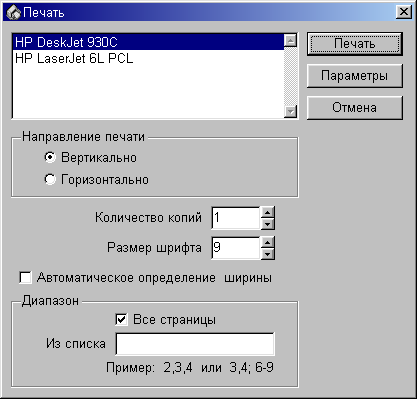 Печать
HP DeskJet 930C
HP LaserJet 6L PCL
Печать
Параметры
Отмена
Направление печати
Вертикально
Горизонтально
Количество копий 1
Размер шрифта 9
Автоматическое определение ширины
Диапазон
Все страницы
Из списка
Пример: 2,3,4 или 3,4; 6-9